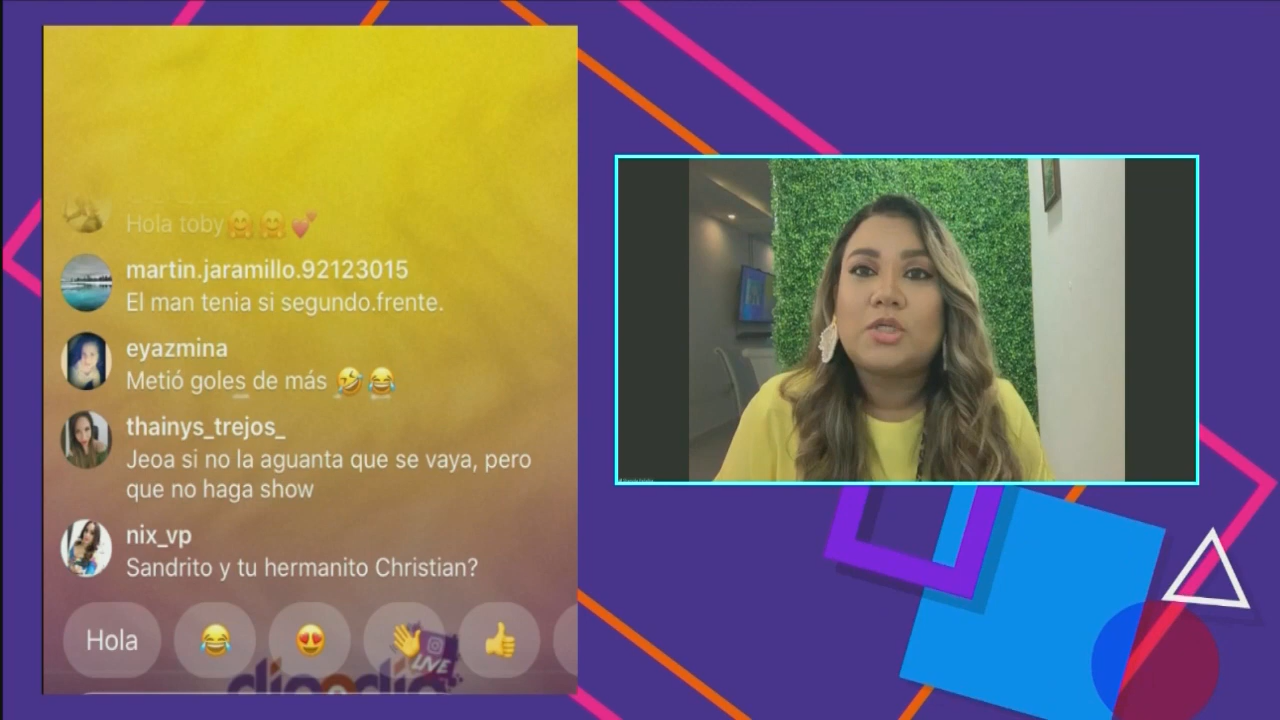 Hola toby🤗🤗💕
martin.jaramillo.92123015
El man tenia si segundo.frente.
eyazmina
Metió goles de más 🤣😂
thainys_trejos_
Jeoa si no la aguanta que se vaya, pero
que no haga show
nix_vp
Sandrito y tu hermanito Christian?
Hola 😂 😍 👋 👍
LIVE